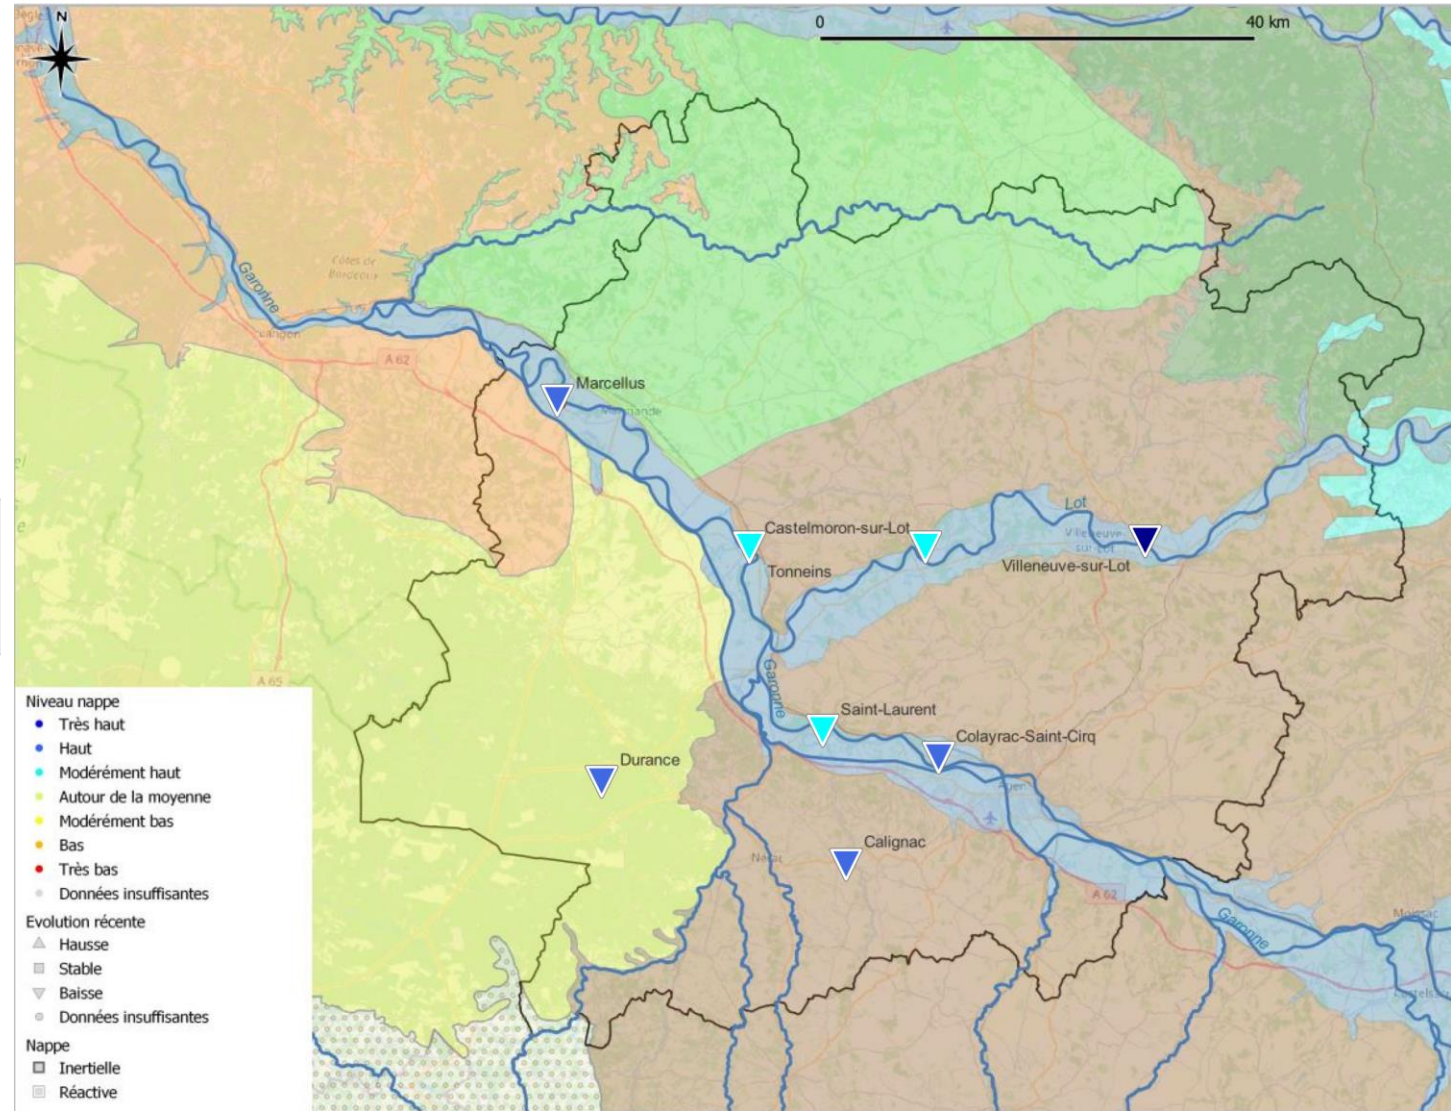 N
0
40 km
Côtes de
Bordeaux
Garonne
Langon
A 62
Marcellus
Marmande
Castelmoron-sur-Lot
Lot
Villeneuve-
sur-Lot
Tonneins
Villeneuve-sur-Lot
A 65
Garonne
Saint-Laurent
Colayrac-Saint-Cirq
Durance
Agen
Calignac
Nérac
A 62
Garonne
Moissac
Niveau nappe
Très haut
Haut
Modérément haut
Autour de la moyenne
Modérément bas
Bas
Très bas
Données insuffisantes
Evolution récente
Hausse
Stable
Baisse
Données insuffisantes
Nappe
Inertielle
Réactive